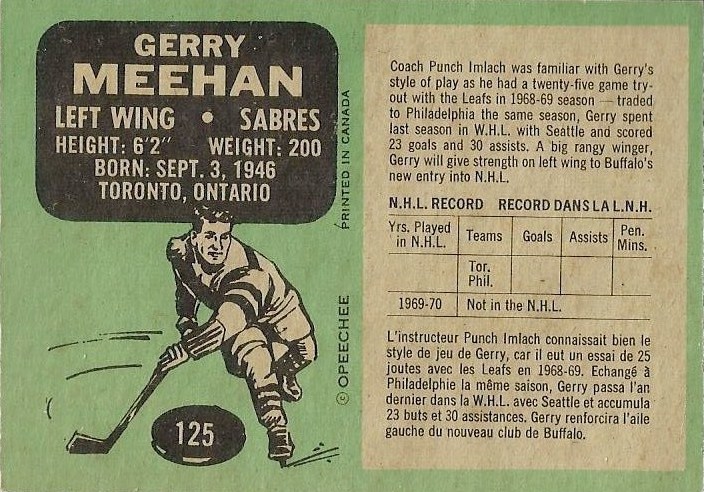 GERRY
MEEHAN
LEFT WING • SABRES
HEIGHT: 6'2" WEIGHT: 200
BORN: SEPT. 3, 1946
TORONTO, ONTARIO
PRINTED IN CANADA
© OPEECHEE
125
Coach Punch Imlach was familiar with Gerry's
style of play as he had a twenty-five game try-
out with the Leafs in 1968-69 season — traded
to Philadelphia the same season, Gerry spent
last season in W.H.L. with Seattle and scored
23 goals and 30 assists. A big rangy winger,
Gerry will give strength on left wing to Buffalo's
new entry into N.H.L.
N.H.L. RECORD RECORD DANS LA L.N.H.
Yrs. Played
in N.H.L. Teams Goals Assists Pen.
Mins.
Tor.
Phil.
1969-70 Not in the N.H.L.
L'instructeur Punch Imlach connaissait bien le
style de jeu de Gerry, car il eut un essai de 25
joutes avec les Leafs en 1968-69. Echangé à
Philadelphia la même saison, Gerry passa l'an
dernier dans la W.H.L. avec Seattle et accumula
23 buts et 30 assistances. Gerry renforcira l'aile
gauche du nouveau club de Buffalo.